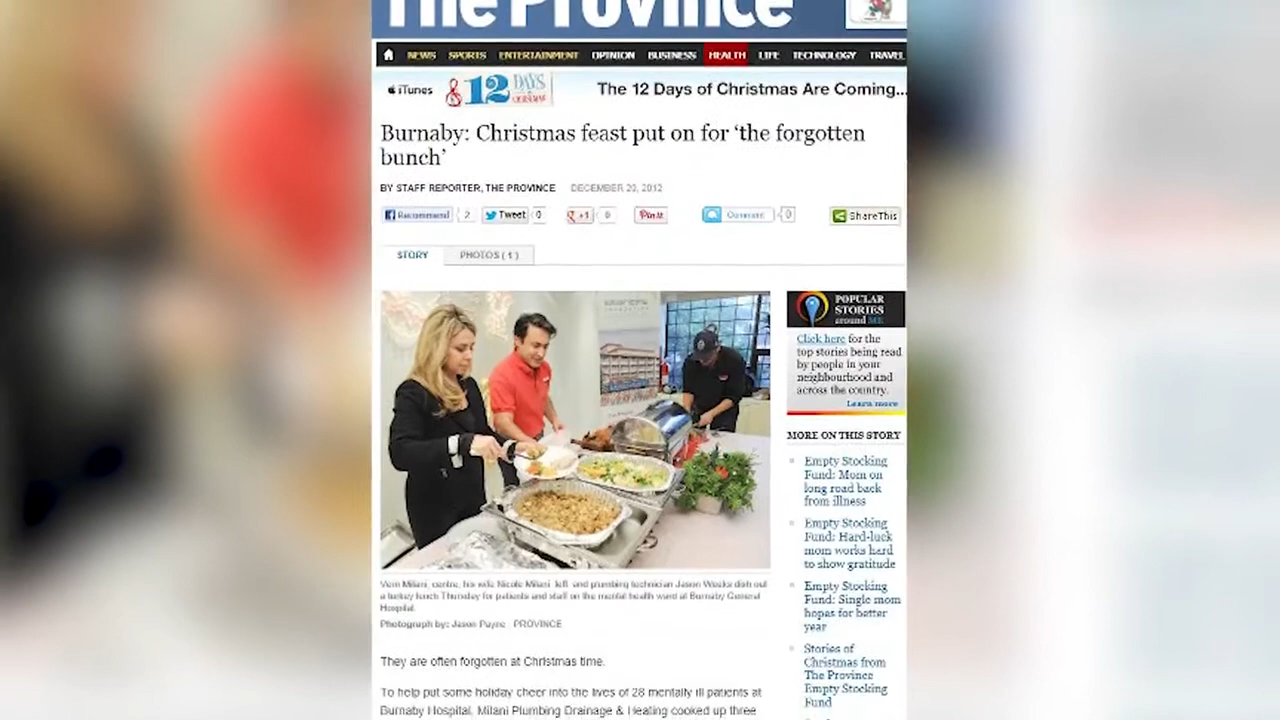 The Province
NEWS SPORTS ENTERTAINMENT OPINION BUSINESS HEALTH LIFE TECHNOLOGY TRAVEL
iTunes 12 DAYS OF CHRISTMAS The 12 Days of Christmas Are Coming...
Burnaby: Christmas feast put on for ‘the forgotten
bunch’
BY STAFF REPORTER, THE PROVINCE DECEMBER 20, 2012
Recommend 2 Tweet 0 +1 0 Pin it Comment 0 ShareThis
STORY PHOTOS ( 1 )
Vern Milani, centre, his wife Nicole Milani, left, and plumbing technician Jason Weeks dish out
a turkey lunch Thursday for patients and staff on the mental health ward at Burnaby General
Hospital.
Photograph by: Jason Payne PROVINCE
They are often forgotten at Christmas time.
To help put some holiday cheer into the lives of 28 mentally ill patients at
Burnaby Hospital, Milani Plumbing Drainage & Heating cooked up three
POPULAR
STORIES
around ME
Click here for the
top stories being read
by people in your
neighbourhood and
across the country.
Learn more
MORE ON THIS STORY
Empty Stocking
Fund: Mom on
long road back
from illness
Empty Stocking
Fund: Hard-luck
mom works hard
to show gratitude
Empty Stocking
Fund: Single mom
hopes for better
year
Stories of
Christmas from
The Province
Empty Stocking
Fund